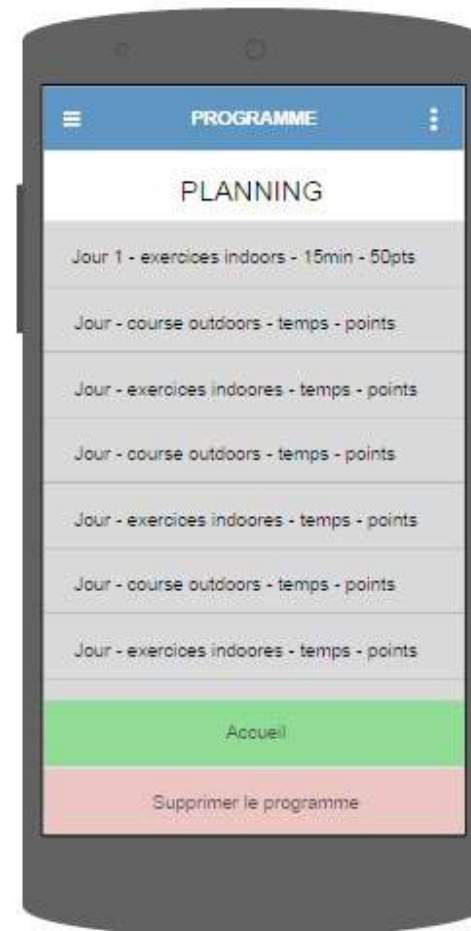 PROGRAMME
PLANNING
Jour 1 - exercices indoors - 15min - 50pts
Jour - course outdoors - temps - points
Jour - exercices indoores - temps - points
Jour - course outdoors - temps - points
Jour - exercices indoores - temps - points
Jour - course outdoors - temps - points
Jour - exercices indoores - temps - points
Accueil
Supprimer le programme